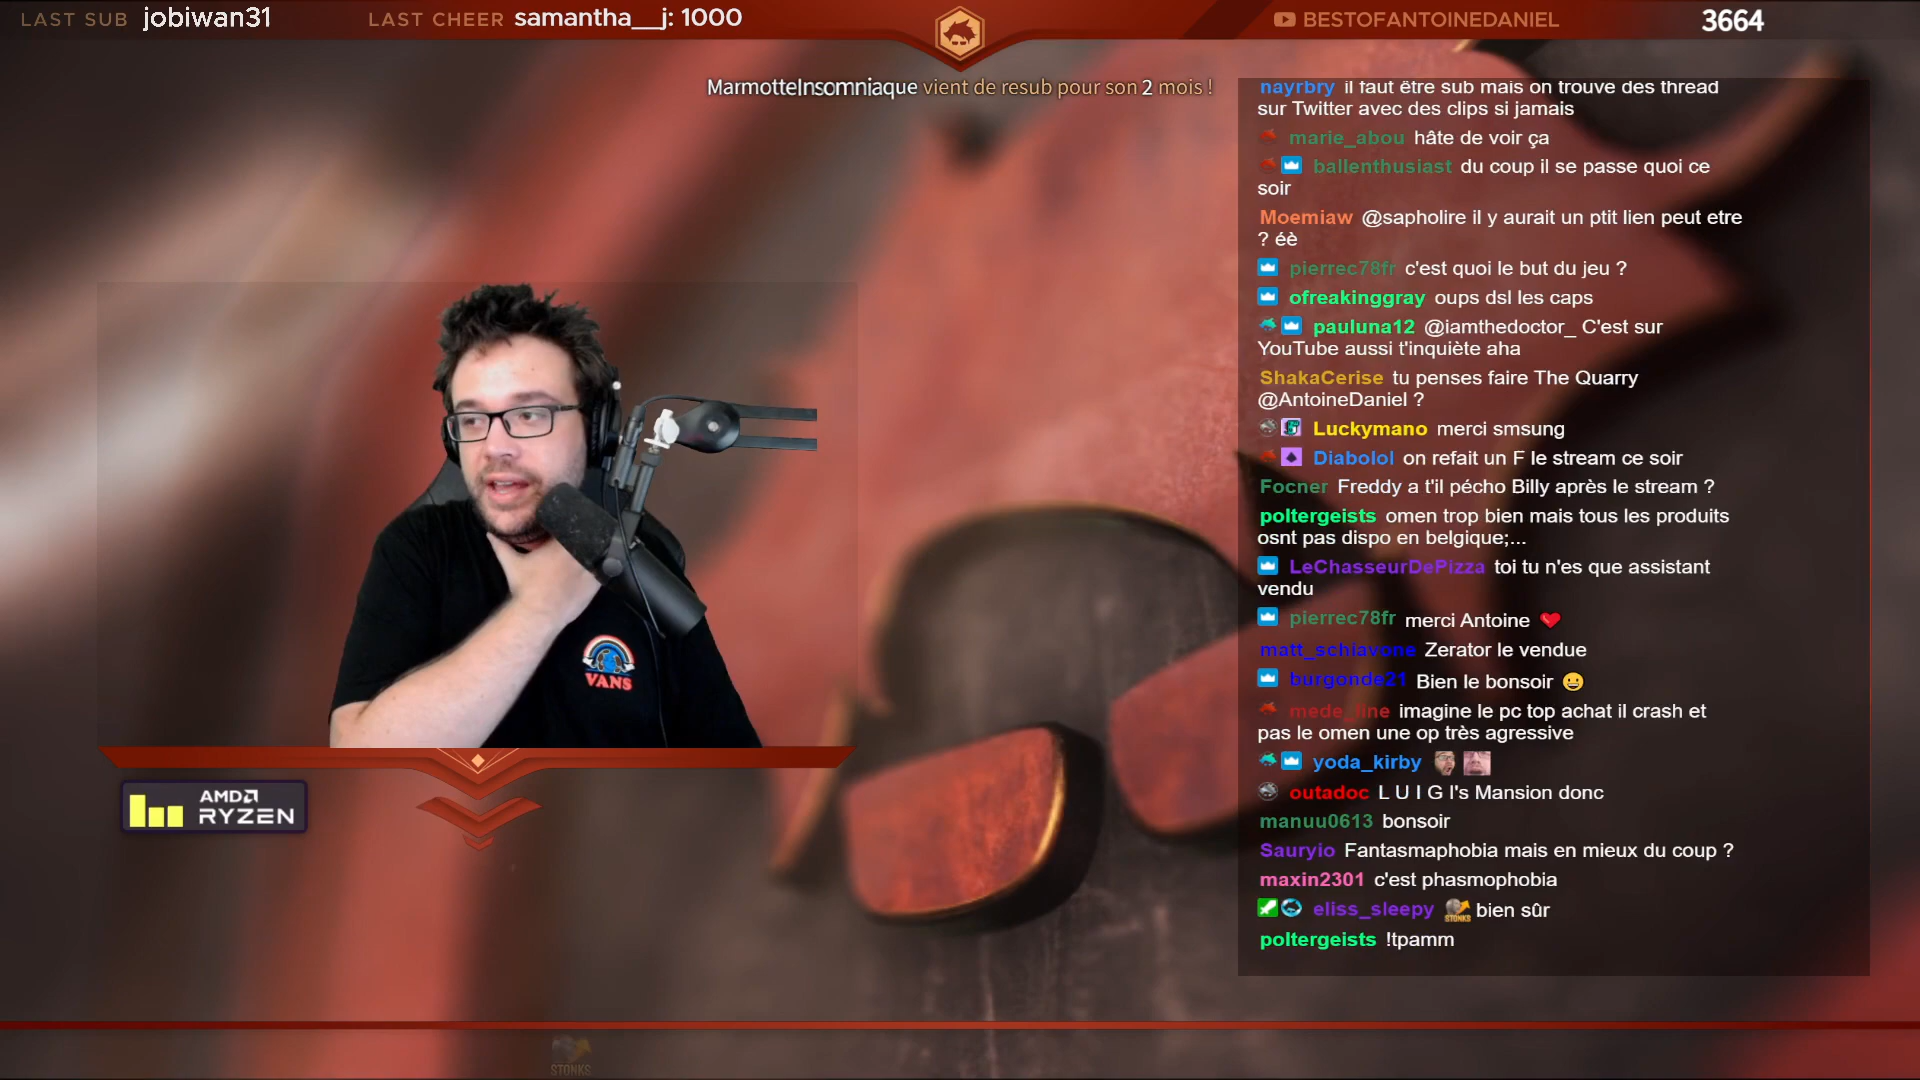 LAST SUB jobiwan31
LAST CHEER samantha__j: 1000
BESTOFANTOINEDANIEL
3664
MarmotteInsomniaque vient de resub pour son 2 mois !
nayrbry il faut être sub mais on trouve des thread
sur Twitter avec des clips si jamais
marie_abou hâte de voir ça
ballenthusiast du coup il se passe quoi ce
soir
Moemiaw @sapholire il y aurait un ptit lien peut etre
? éè
pierrec78fr c'est quoi le but du jeu ?
ofreakinggray oups dsl les caps
pauluna12 @iamthedoctor_ C'est sur
YouTube aussi t'inquiète aha
ShakaCerise tu penses faire The Quarry
@AntoineDaniel ?
Luckymano merci smsung
Diabolol on refait un F le stream ce soir
Focner Freddy a t'il pécho Billy après le stream ?
poltergeists omen trop bien mais tous les produits
osnt pas dispo en belgique;...
LeChasseurDePizza toi tu n'es que assistant
vendu
pierrec78fr merci Antoine
matt_schiavone Zerator le vendue
burgonde21 Bien le bonsoir
mede_fine imagine le pc top achat il crash et
pas le omen une op très agressive
yoda_kirby
outadoc L U I G I's Mansion donc
manuu0613 bonsoir
Sauryio Fantasmaphobia mais en mieux du coup ?
maxin2301 c'est phasmophobia
eliss_sleepy STONKS bien sûr
poltergeists !tpamm
VANS
AMD
RYZEN
STONKS